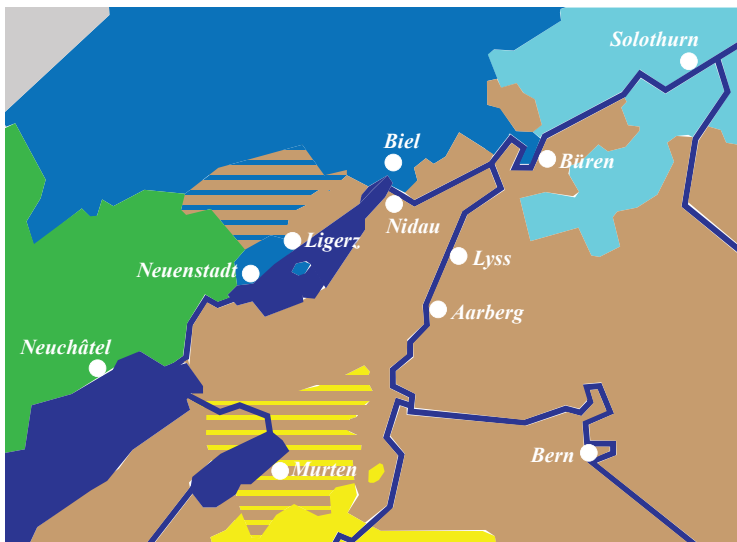 Solothurn
Biel
Büren
Nidau
Ligerz
Lyss
Neuenstadt
Aarberg
Neuchâtel
Bern
Murten